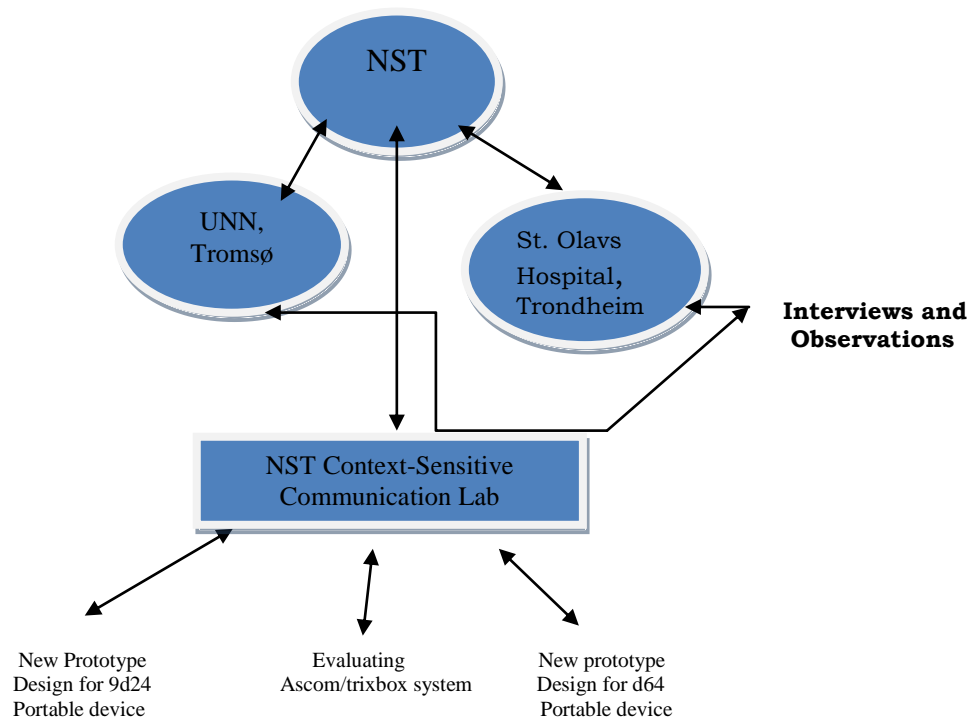 NST
UNN,
Tromsø
St. Olavs
Hospital,
Trondheim
Interviews and
Observations
NST Context-Sensitive
Communication Lab
New Prototype
Design for 9d24
Portable device
Evaluating
Ascom/trixbox system
New prototype
Design for d64
Portable device